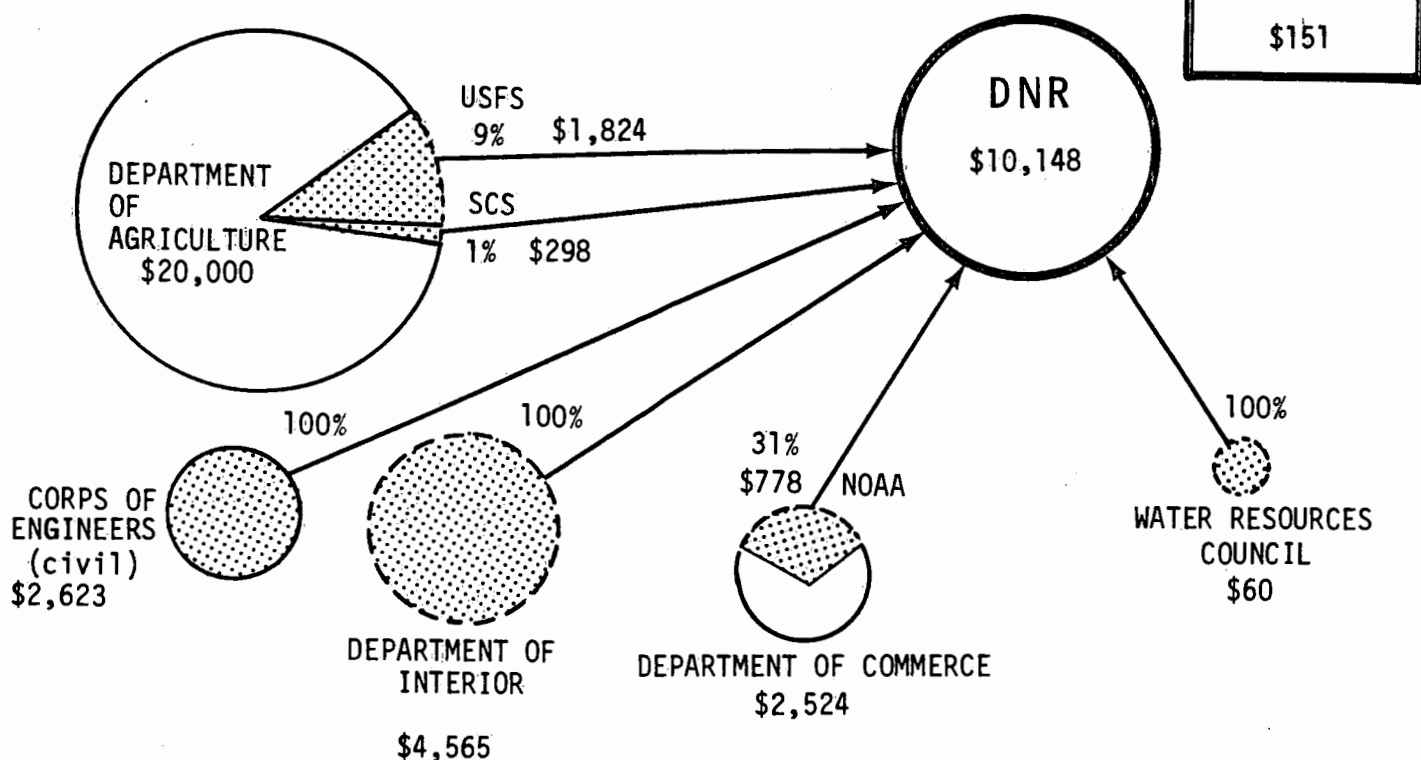 $151
DNR
$10,148
USFS
9% $1,824
DEPARTMENT
OF
AGRICULTURE
$20,000
SCS
1% $298
100%
100%
31%
$778 NOAA
100%
CORPS OF
ENGINEERS
(civil)
$2,623
DEPARTMENT OF
INTERIOR
$4,565
DEPARTMENT OF COMMERCE
$2,524
WATER RESOURCES
COUNCIL
$60